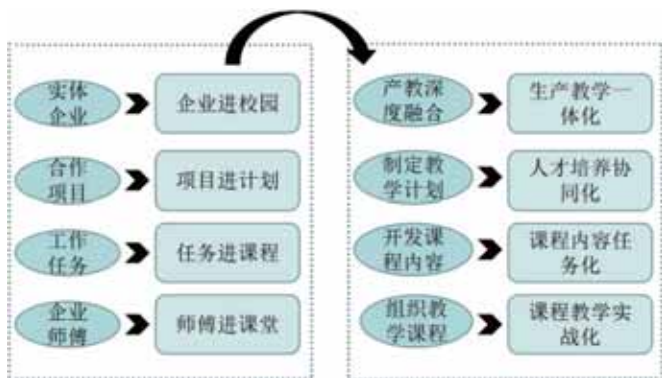 实体
企业
企业进校园
合作
项目
项目进计划
工作
任务
任务进课程
企业
师傅
师傅进课堂
产教深
度融合
生产教学一
体化
制定教
学计划
人才培养协
同化
开发课
程内容
课程内容任
务化
组织教
学课程
课程教学实
战化